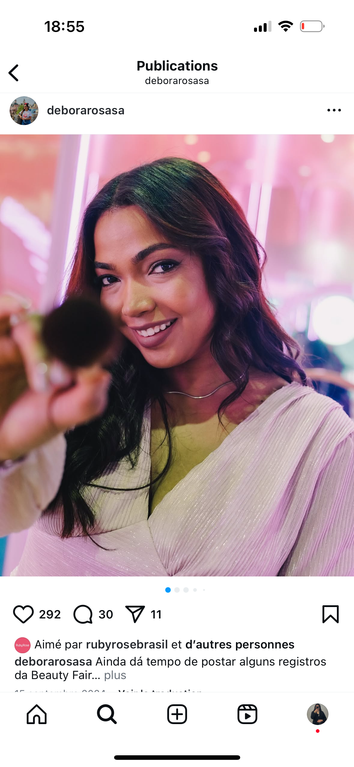 18:55
Publications
deborarosasa
deborarosasa
292 30 11
Aimé par rubyrosebrasil et d'autres personnes
deborarosasa Ainda dá tempo de postar alguns registros
da Beauty Fair... plus